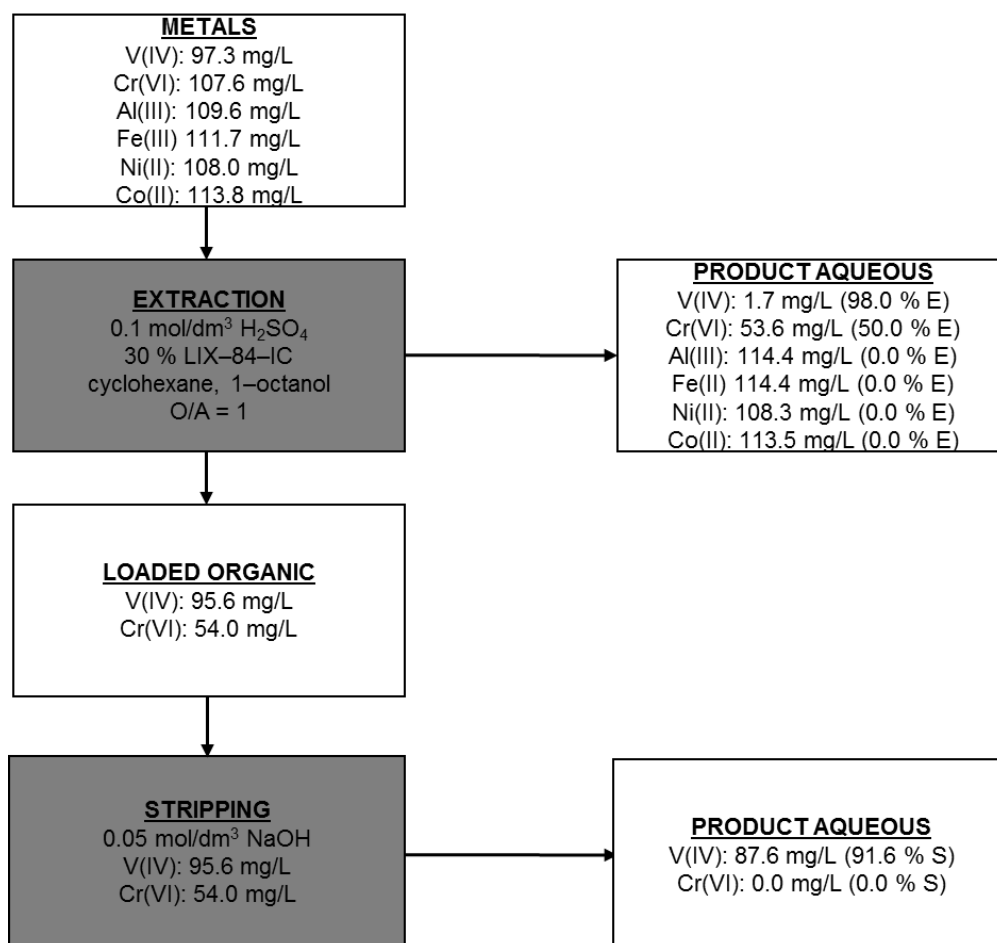 METALS
V(IV): 97.3 mg/L
Cr(VI): 107.6 mg/L
Al(III): 109.6 mg/L
Fe(III) 111.7 mg/L
Ni(II): 108.0 mg/L
Co(II): 113.8 mg/L
EXTRACTION
0.1 mol/dm³ H₂SO₄
30 % LIX–84–IC
cyclohexane, 1–octanol
O/A = 1
PRODUCT AQUEOUS
V(IV): 1.7 mg/L (98.0 % E)
Cr(VI): 53.6 mg/L (50.0 % E)
Al(III): 114.4 mg/L (0.0 % E)
Fe(II) 114.4 mg/L (0.0 % E)
Ni(II): 108.3 mg/L (0.0 % E)
Co(II): 113.5 mg/L (0.0 % E)
LOADED ORGANIC
V(IV): 95.6 mg/L
Cr(VI): 54.0 mg/L
STRIPPING
0.05 mol/dm³ NaOH
V(IV): 95.6 mg/L
Cr(VI): 54.0 mg/L
PRODUCT AQUEOUS
V(IV): 87.6 mg/L (91.6 % S)
Cr(VI): 0.0 mg/L (0.0 % S)